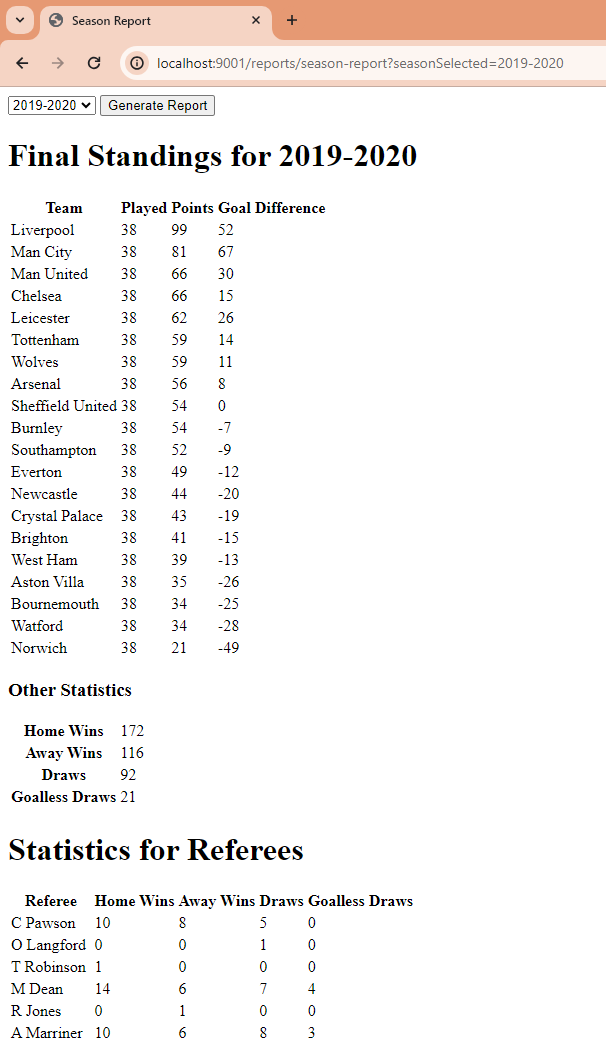 Season Report
localhost:9001/reports/season-report?seasonSelected=2019-2020
2019-2020 Generate Report
Final Standings for 2019-2020
Team Played Points Goal Difference
Liverpool 38 99 52
Man City 38 81 67
Man United 38 66 30
Chelsea 38 66 15
Leicester 38 62 26
Tottenham 38 59 14
Wolves 38 59 11
Arsenal 38 56 8
Sheffield United 38 54 0
Burnley 38 54 -7
Southampton 38 52 -9
Everton 38 49 -12
Newcastle 38 44 -20
Crystal Palace 38 43 -19
Brighton 38 41 -15
West Ham 38 39 -13
Aston Villa 38 35 -26
Bournemouth 38 34 -25
Watford 38 34 -28
Norwich 38 21 -49
Other Statistics
Home Wins 172
Away Wins 116
Draws 92
Goalless Draws 21
Statistics for Referees
Referee Home Wins Away Wins Draws Goalless Draws
C Pawson 10 8 5 0
O Langford 0 0 1 0
T Robinson 1 0 0 0
M Dean 14 6 7 4
R Jones 0 1 0 0
A Marriner 10 6 8 3